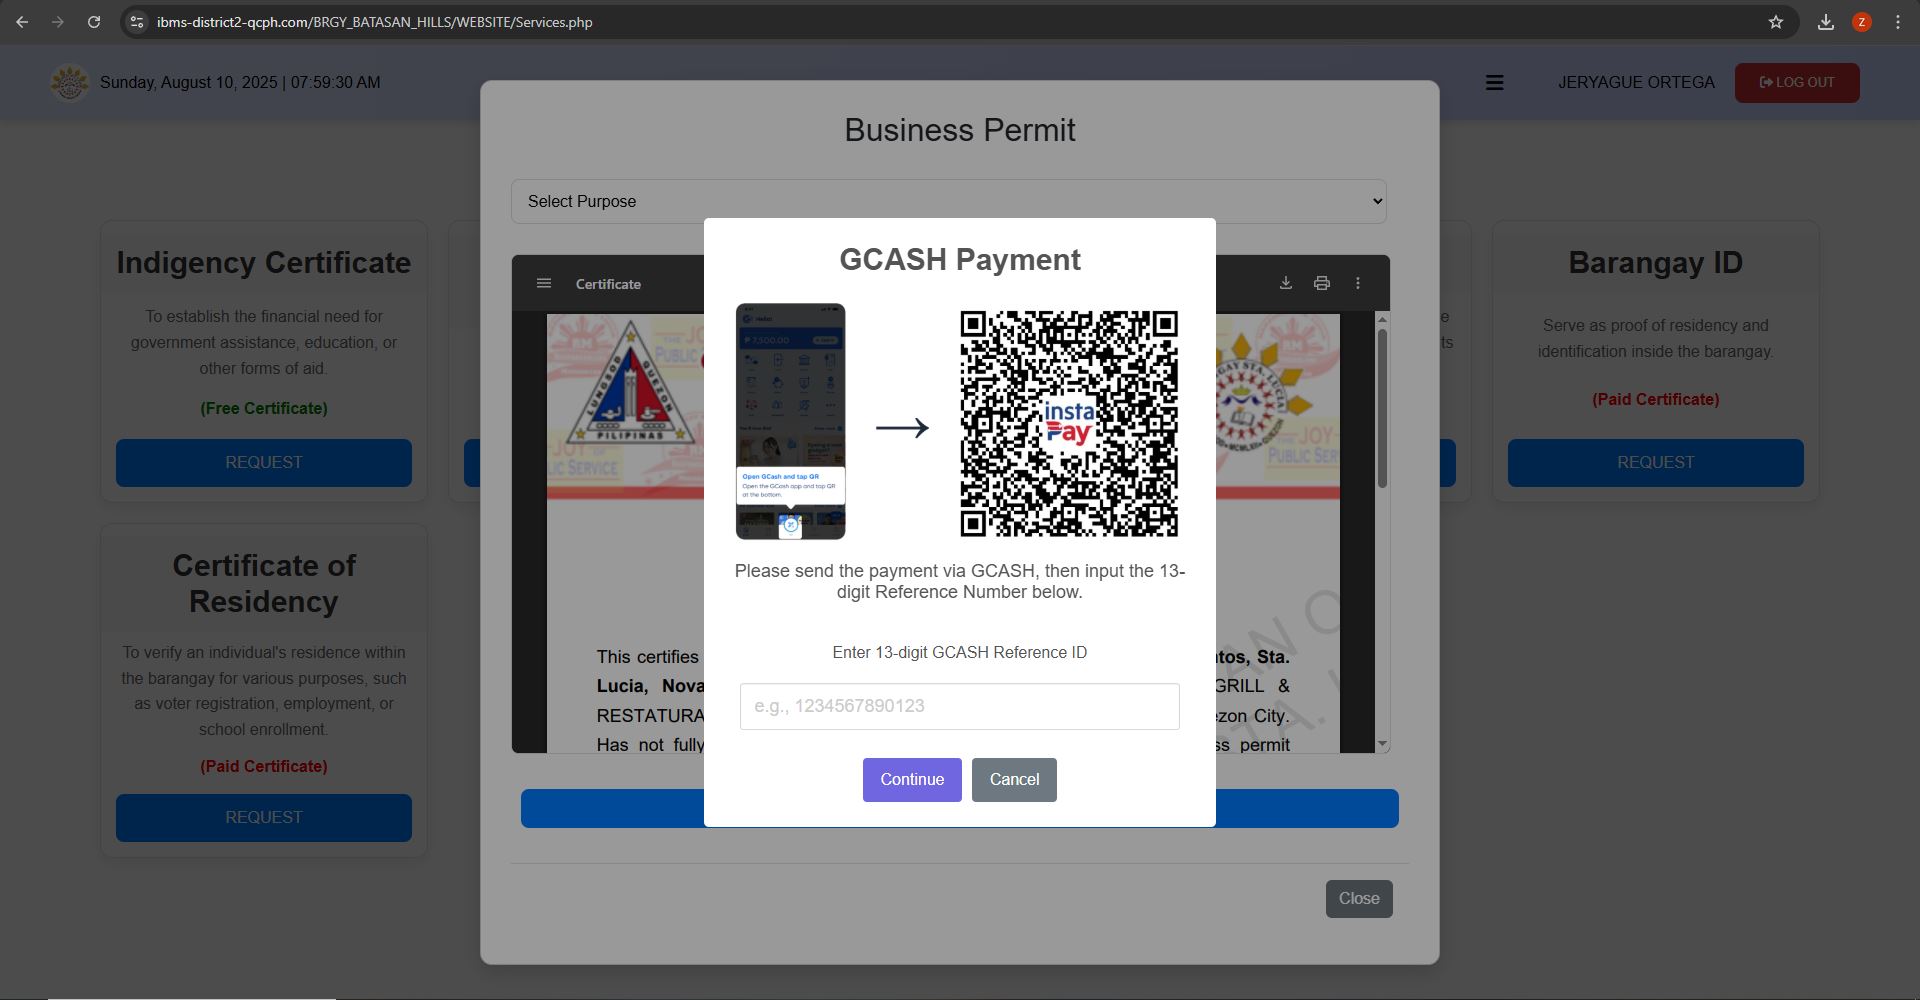 ibms-district2-qcph.com/BRGY_BATASAN_HILLS/WEBSITE/Services.php
Z
Sunday, August 10, 2025 | 07:59:30 AM
JERYAGUE ORTEGA
LOG OUT
Business Permit
Select Purpose
Certificate
LUNGSOD QUEZON
PILIPINAS
GCASH Payment
Hello!
₱ 7,500.00
Open GCash and tap QR
Open the GCash app and tap QR
at the bottom.
insta
Pay
Please send the payment via GCASH, then input the 13-
digit Reference Number below.
Enter 13-digit GCASH Reference ID
e.g., 1234567890123
Continue
Cancel
This certifies
tos, Sta.
Lucia, Nova
GRILL &
RESTATURA
zon City.
Has not fully
ss permit
Close
Indigency Certificate
To establish the financial need for
government assistance, education, or
other forms of aid.
(Free Certificate)
REQUEST
e
ts
Barangay ID
Serve as proof of residency and
identification inside the barangay.
(Paid Certificate)
REQUEST
Certificate of
Residency
To verify an individual's residence within
the barangay for various purposes, such
as voter registration, employment, or
school enrollment.
(Paid Certificate)
REQUEST